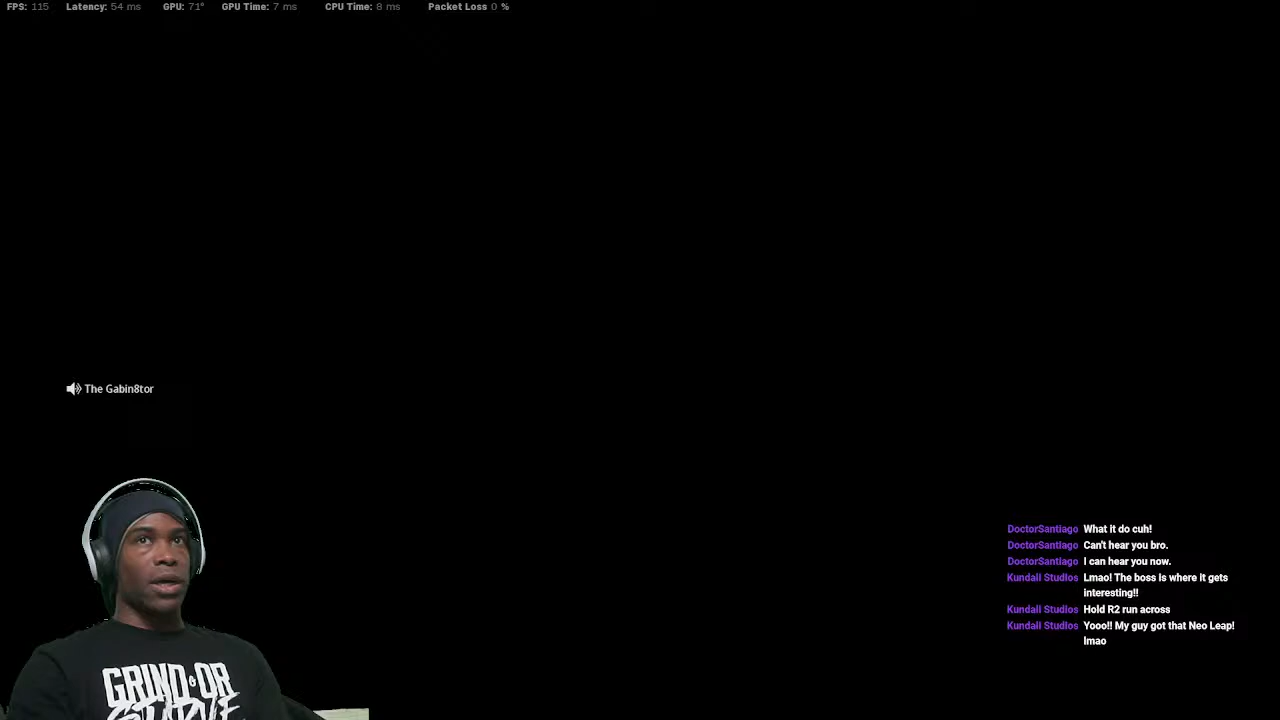 FPS: 115 Latency: 54 ms GPU: 71° GPU Time: 7 ms CPU Time: 8 ms Packet Loss 0 %
The Gabin8tor
DoctorSantiago What it do cuh!
DoctorSantiago Can't hear you bro.
DoctorSantiago I can hear you now.
Kundali Studios Lmao! The boss is where it gets
interesting!!
Kundali Studios Hold R2 run across
Kundali Studios Yooo!! My guy got that Neo Leap!
lmao
GRIND OR
STARVE